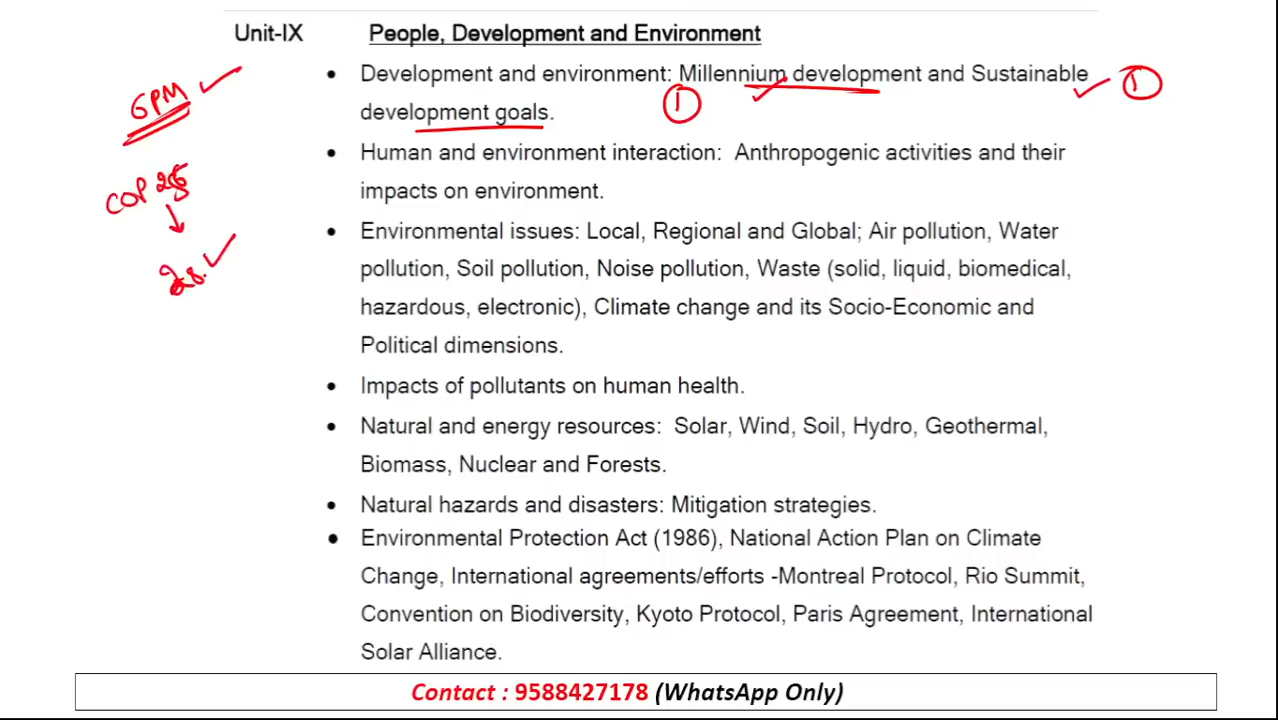 Unit-IX People, Development and Environment
• Development and environment: Millennium development and Sustainable
development goals.
1
1
5PM
COP 28
28.
• Human and environment interaction: Anthropogenic activities and their
impacts on environment.
• Environmental issues: Local, Regional and Global; Air pollution, Water
pollution, Soil pollution, Noise pollution, Waste (solid, liquid, biomedical,
hazardous, electronic), Climate change and its Socio-Economic and
Political dimensions.
• Impacts of pollutants on human health.
• Natural and energy resources: Solar, Wind, Soil, Hydro, Geothermal,
Biomass, Nuclear and Forests.
• Natural hazards and disasters: Mitigation strategies.
• Environmental Protection Act (1986), National Action Plan on Climate
Change, International agreements/efforts -Montreal Protocol, Rio Summit,
Convention on Biodiversity, Kyoto Protocol, Paris Agreement, International
Solar Alliance.
Contact : 9588427178 (WhatsApp Only)